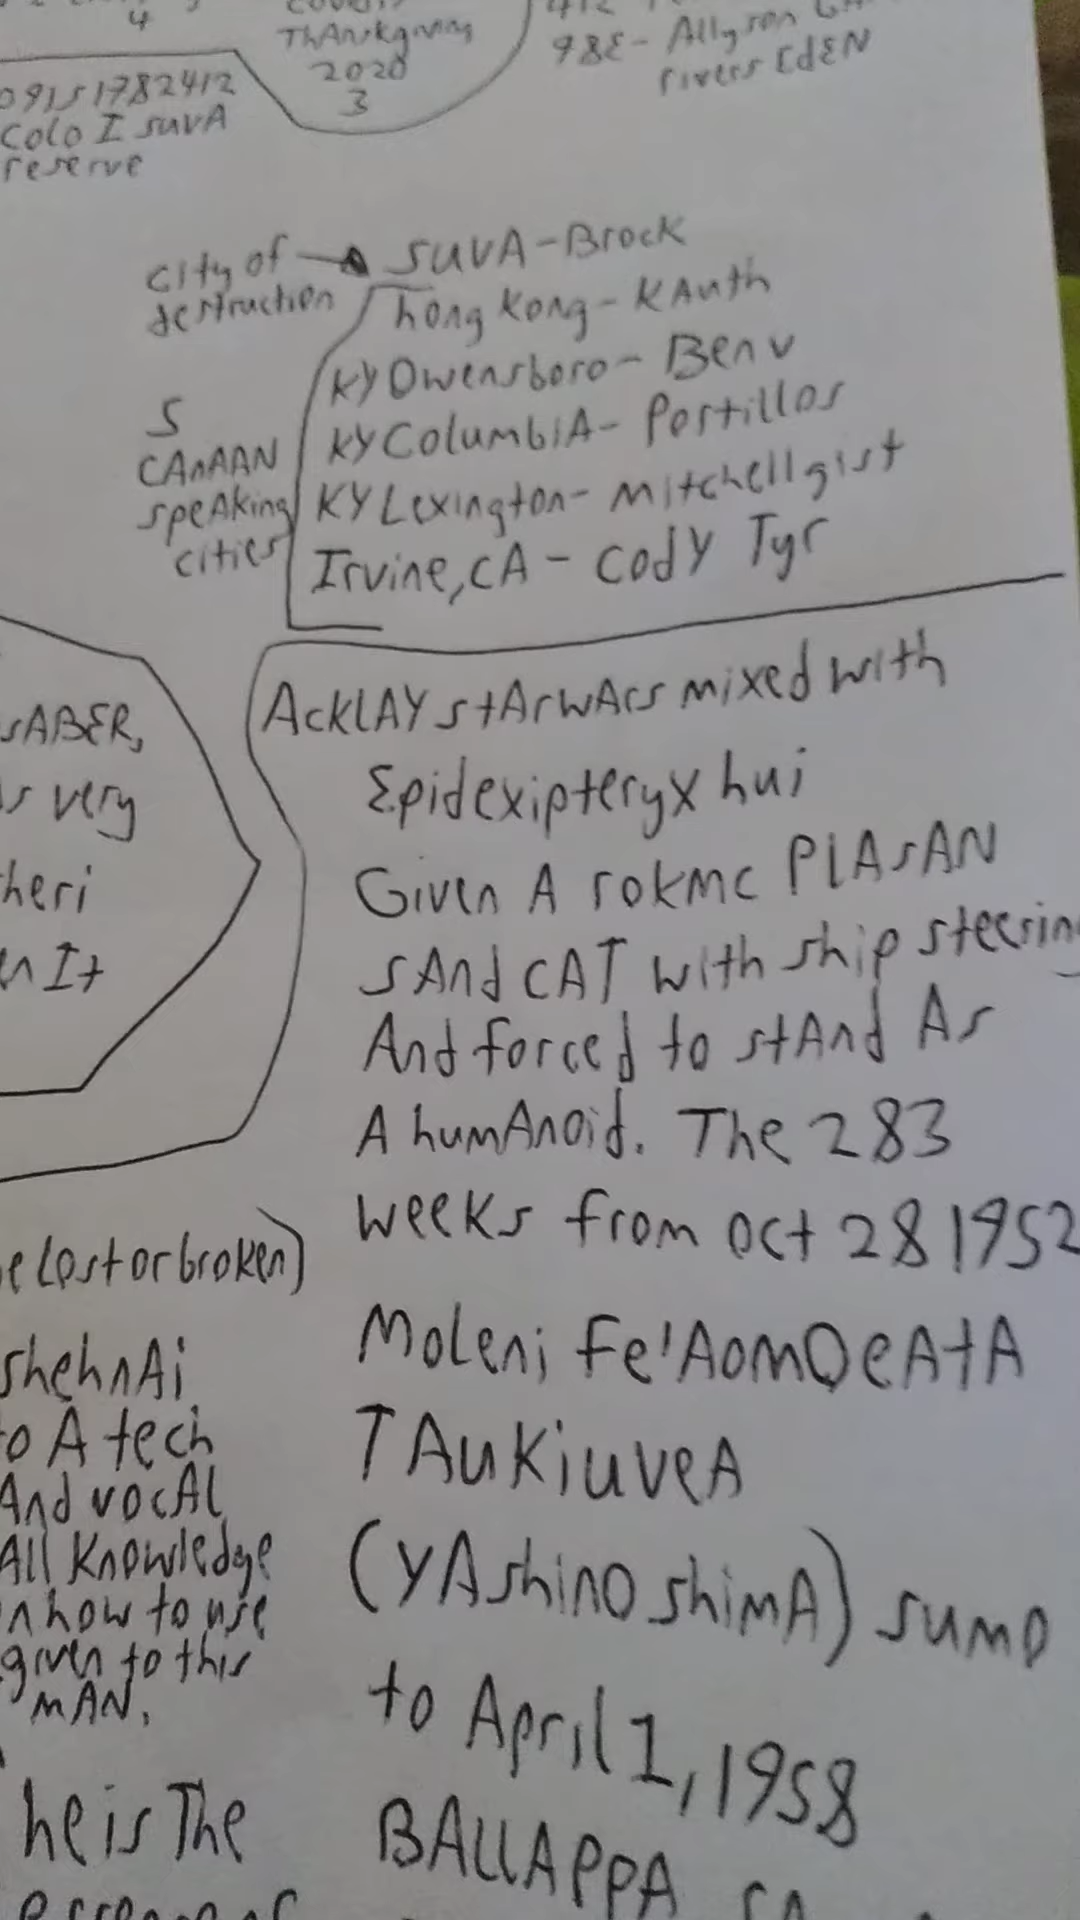 4
Thanksgiving
2020
3
98E- Allyson
rivers EdEN
09151782412
Colo I suvA
reserve
city of
destruction
suvA-Brock
hong Kong- KAuth
KY Owensboro- Ben v
KY ColumbiA- Portillos
KY Lexington- mitchellgist
Irvine, CA - Cody Tyr
5
CAnAAN
speaking
cities
sABER,
very
heri
en It
AcklAY stArwArs mixed with
Epidexipteryx hui
Given A rokmc PlAsAN
sAnd CAT with ship steering
And forced to stAnd As
A humAnoid. The 283
weeks from oct 28 1952
Moleni Fe'AomOeAtA
TAuKiuveA
(YAshino shimA) sumo
to April 1, 1958
BAllAppA
e lost or broken)
shehnAi
o A tech
And vocAl
All Knowledge
n how to use
given to this
mAN.
he is The